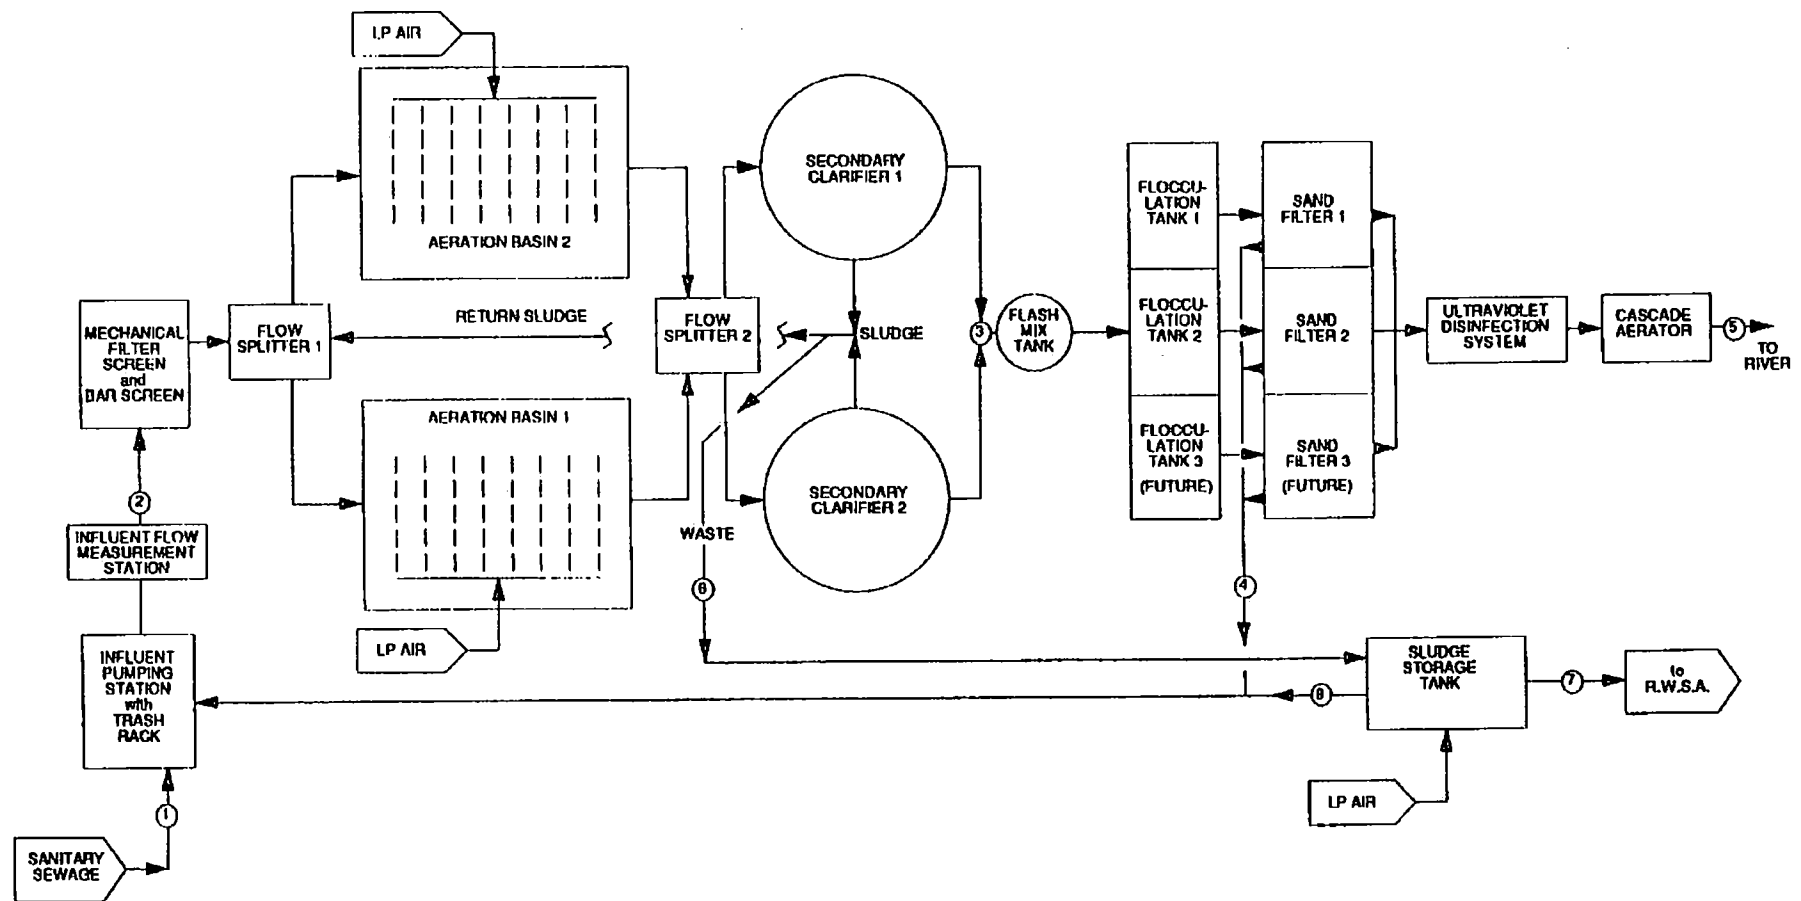 LP AIR
AERATION BASIN 2
SECONDARY
CLARIFIER 1
FLOCCU-
LATION
TANK 1
SAND
FILTER 1
MECHANICAL
FILTER
SCREEN
and
BAR SCREEN
FLOW
SPLITTER 1
RETURN SLUDGE
FLOW
SPLITTER 2
SLUDGE
3
FLASH
MIX
TANK
FLOCCU-
LATION
TANK 2
SAND
FILTER 2
ULTRAVIOLET
DISINFECTION
SYSTEM
CASCADE
AERATOR
5
TO
RIVER
AERATION BASIN 1
FLOCCU-
LATION
TANK 3
(FUTURE)
SAND
FILTER 3
(FUTURE)
2
SECONDARY
CLARIFIER 2
INFLUENT FLOW
MEASUREMENT
STATION
WASTE
6
4
LP AIR
INFLUENT
PUMPING
STATION
with
TRASH
RACK
SLUDGE
STORAGE
TANK
7
to
R.W.S.A.
8
1
LP AIR
SANITARY
SEWAGE